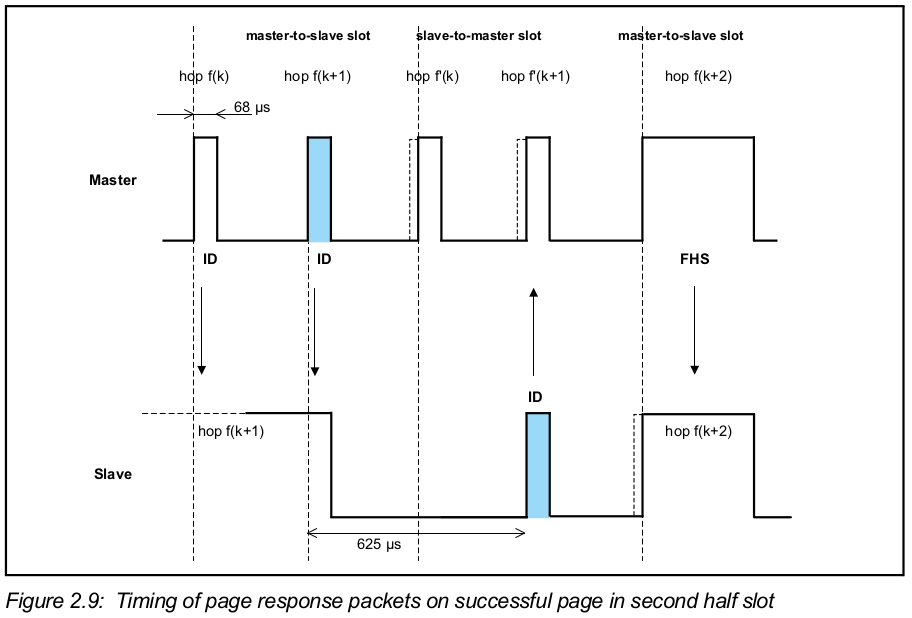 master-to-slave slot slave-to-master slot master-to-slave slot
hop f(k) hop f(k+1) hop f'(k) hop f'(k+1) hop f(k+2)
68 µs
Master
ID ID FHS
ID
hop f(k+1) hop f(k+2)
Slave
625 µs
Figure 2.9: Timing of page response packets on successful page in second half slot